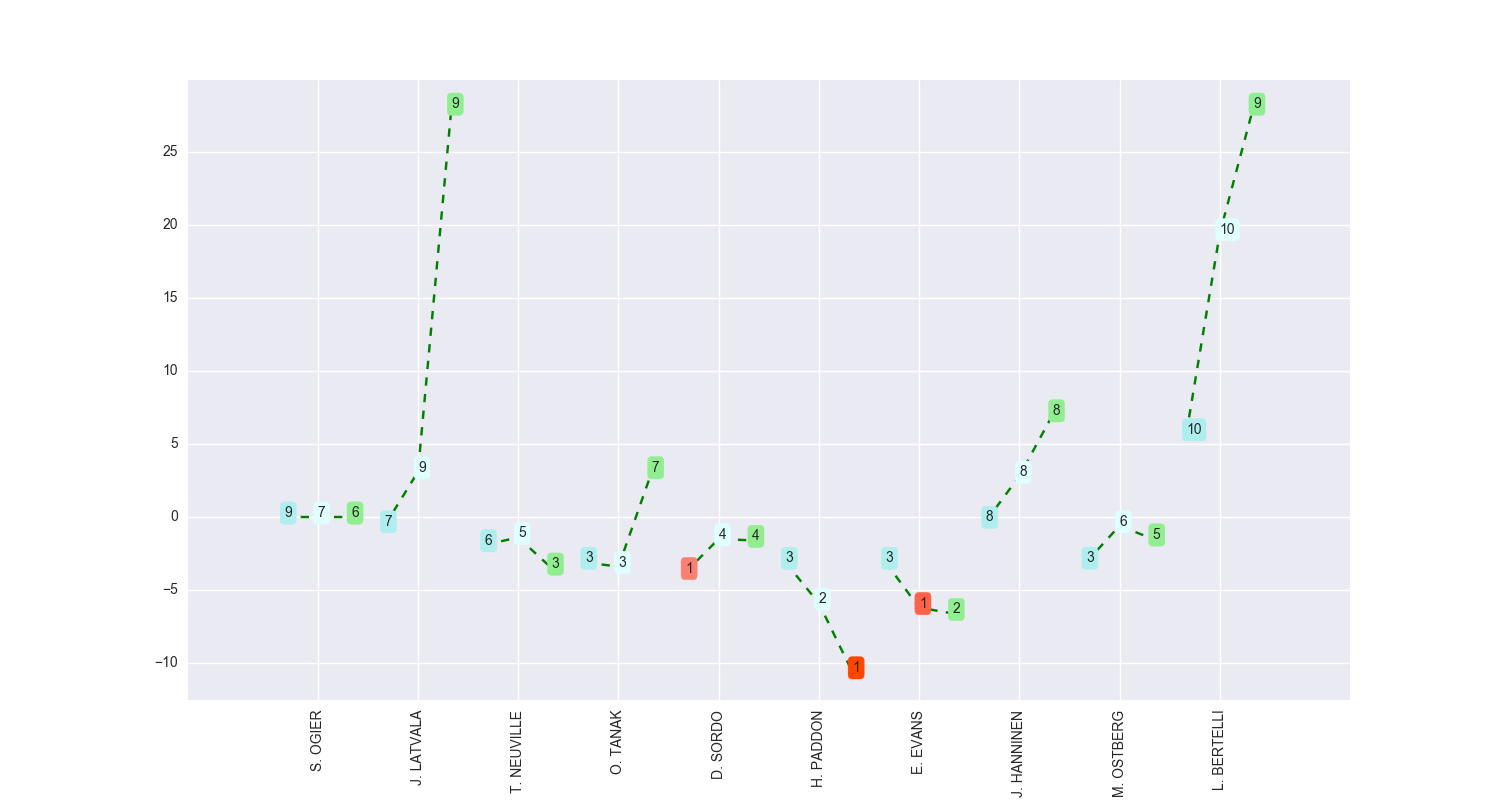 25
20
15
10
5
0
−5
−10
9 7 6
7 9 9
6 5 3
3 3 7
1 4 4
3 2 1
3 1 2
8 8 8
3 6 5
10 10 9
S. OGIER
J. LATVALA
T. NEUVILLE
O. TANAK
D. SORDO
H. PADDON
E. EVANS
J. HANNINEN
M. OSTBERG
L. BERTELLI